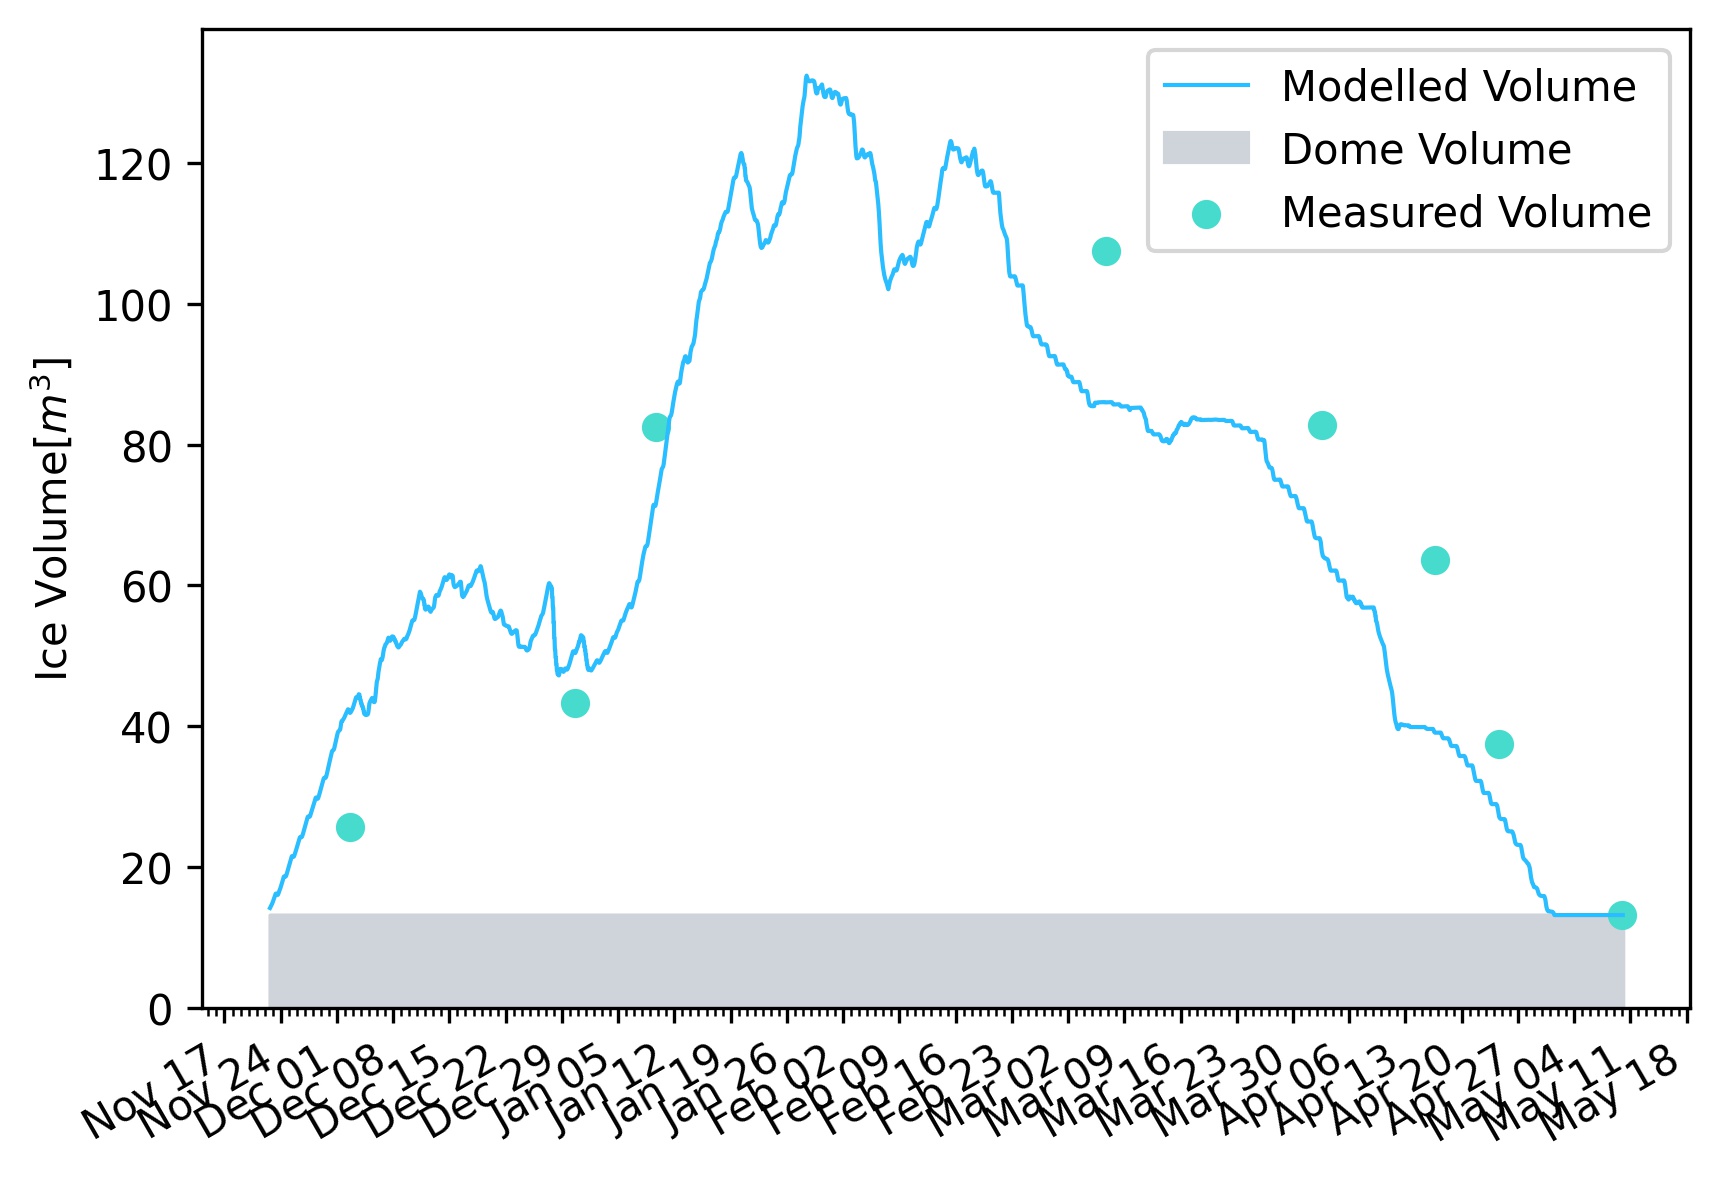 Modelled Volume
Dome Volume
Measured Volume
Ice Volume[m³]
120
100
80
60
40
20
0
Nov 17
Nov 24
Dec 01
Dec 08
Dec 15
Dec 22
Dec 29
Jan 05
Jan 12
Jan 19
Jan 26
Feb 02
Feb 09
Feb 16
Feb 23
Mar 02
Mar 09
Mar 16
Mar 23
Mar 30
Apr 06
Apr 13
Apr 20
Apr 27
May 04
May 11
May 18